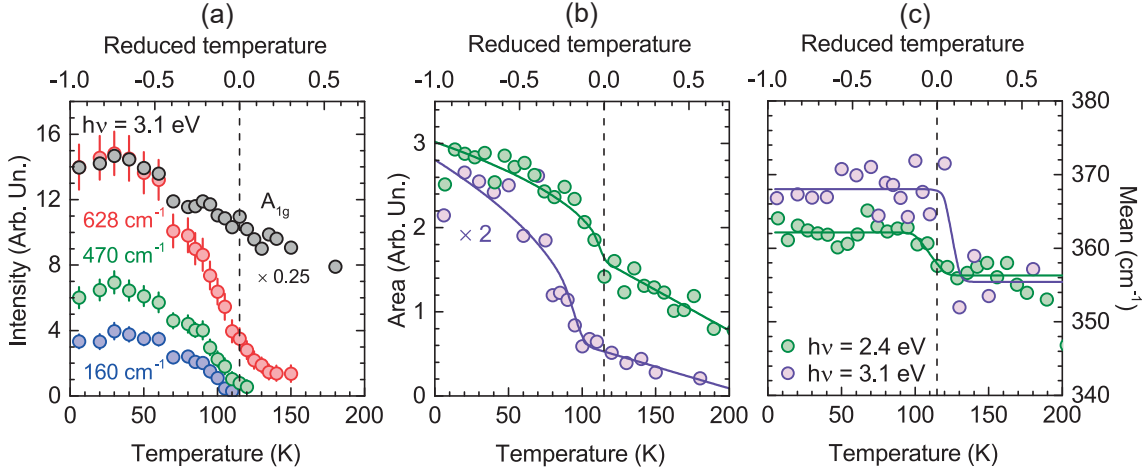 (a)
Reduced temperature
-1.0 -0.5 0.0 0.5
hν = 3.1 eV
A1g
628 cm⁻¹
470 cm⁻¹
× 0.25
160 cm⁻¹
Intensity (Arb. Un.)
16
12
8
4
0
0 50 100 150 200
Temperature (K)
(b)
Reduced temperature
-1.0 -0.5 0.0 0.5
× 2
Area (Arb. Un.)
3
2
1
0
0 50 100 150 200
Temperature (K)
(c)
Reduced temperature
-1.0 -0.5 0.0 0.5
hν = 2.4 eV
hν = 3.1 eV
Mean (cm⁻¹)
380
370
360
350
340
0 50 100 150 200
Temperature (K)